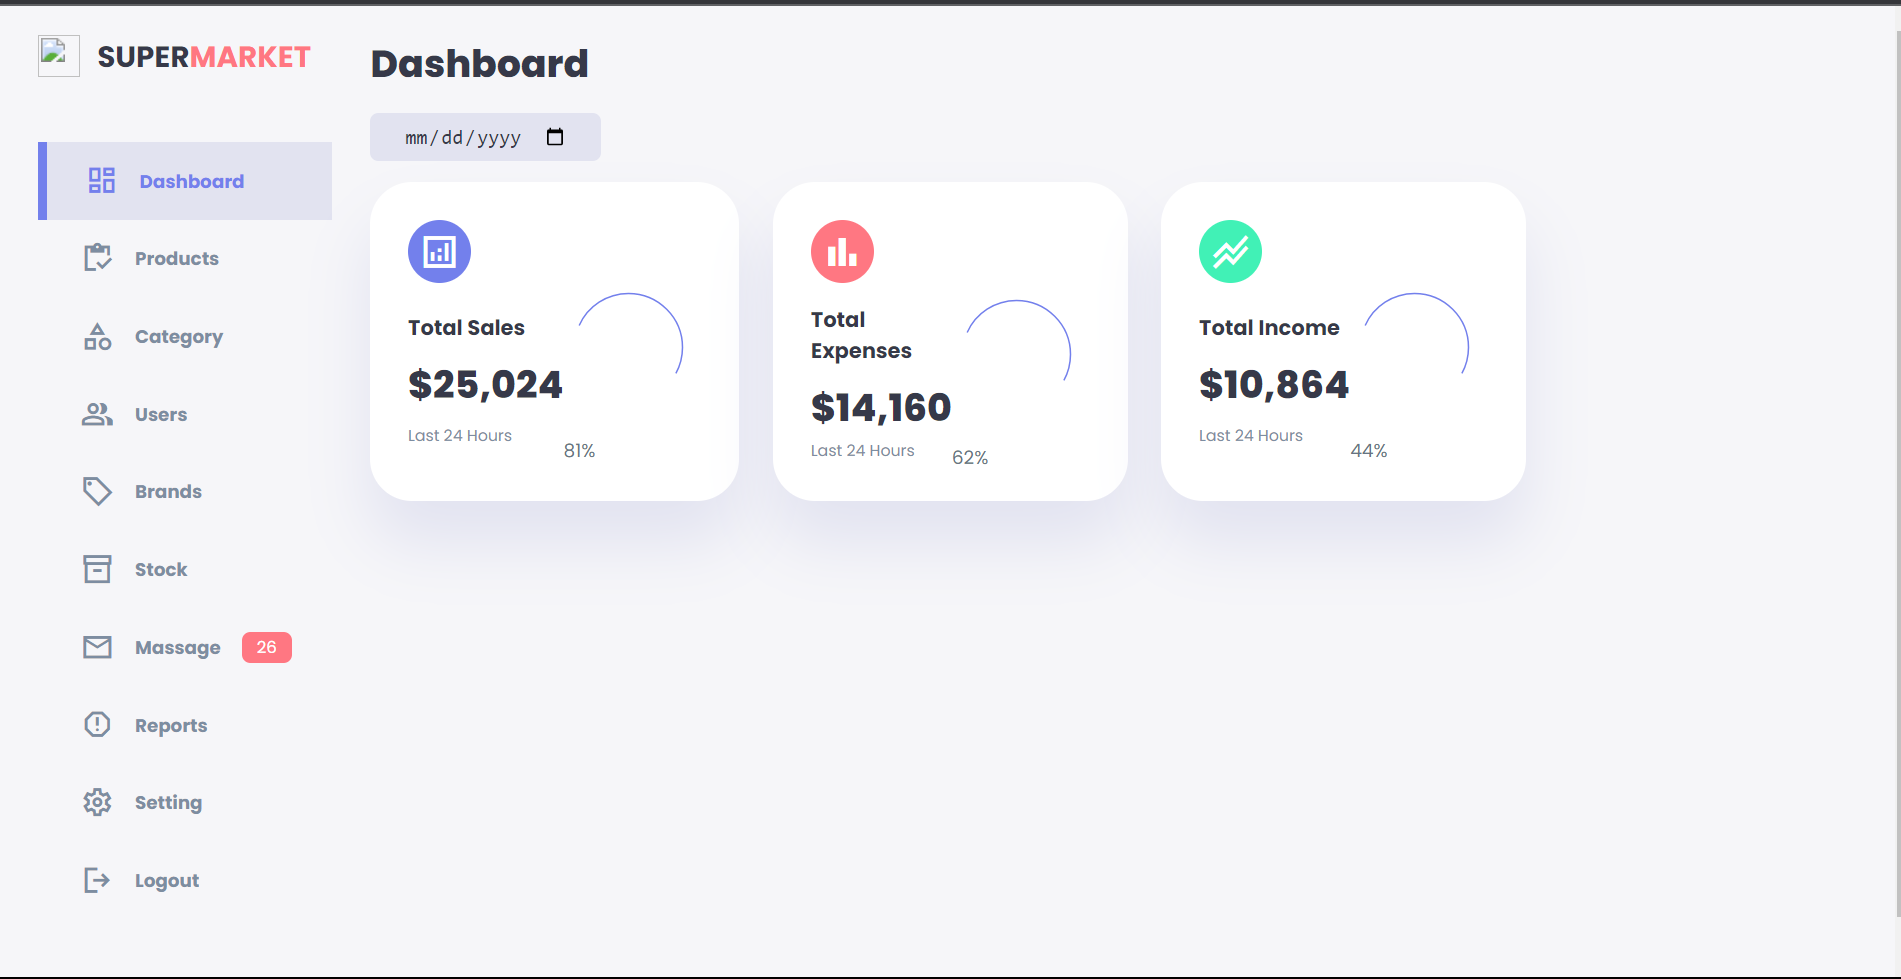 SUPERMARKET
Dashboard
mm/dd/yyyy
Dashboard
Products
Category
Users
Brands
Stock
Massage 26
Reports
Setting
Logout
Total Sales
$25,024
Last 24 Hours
81%
Total
Expenses
$14,160
Last 24 Hours
62%
Total Income
$10,864
Last 24 Hours
44%